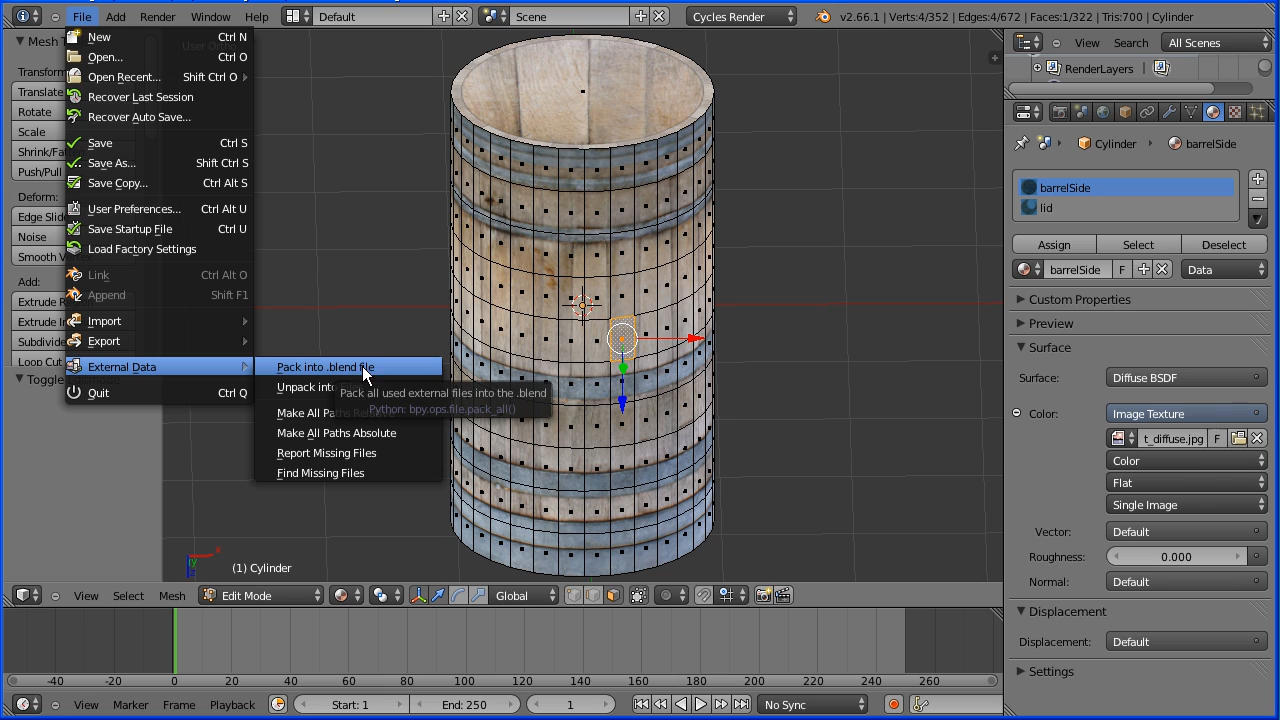 File Add Render Window Help Default Scene Cycles Render v2.66.1 | Verts:4/352 | Edges:4/672 | Faces:1/322 | Tris:700 | Cylinder
New Ctrl N
Open... Ctrl O
Open Recent... Shift Ctrl O
Recover Last Session
Recover Auto Save...
Save Ctrl S
Save As... Shift Ctrl S
Save Copy... Ctrl Alt S
User Preferences... Ctrl Alt U
Save Startup File Ctrl U
Load Factory Settings
Link Ctrl Alt O
Append Shift F1
Import
Export
External Data
Quit Ctrl Q
Pack into .blend file
Unpack into
Make All
Make All Paths Absolute
Report Missing Files
Find Missing Files
Pack all used external files into the .blend
Python: bpy.ops.file.pack_all()
Mesh
Translate
Rotate
Scale
Push/Pull
Deform:
Edge Slide
Noise
Smooth
Add:
Extrude
Extrude
Loop Cut
User Ortho
(1) Cylinder
View Select Mesh Edit Mode Global
-40 -20 0 20 40 60 80 100 120 140 160 180 200 220 240 260
View Marker Frame Playback Start: 1 End: 250 1 No Sync
View Search All Scenes
RenderLayers
Cylinder barrelSide
barrelSide
lid
Assign Select Deselect
barrelSide F Data
Custom Properties
Preview
Surface
Surface: Diffuse BSDF
Color: Image Texture
t_diffuse.jpg F
Color
Flat
Single Image
Vector: Default
Roughness: 0.000
Normal: Default
Displacement
Displacement: Default
Settings